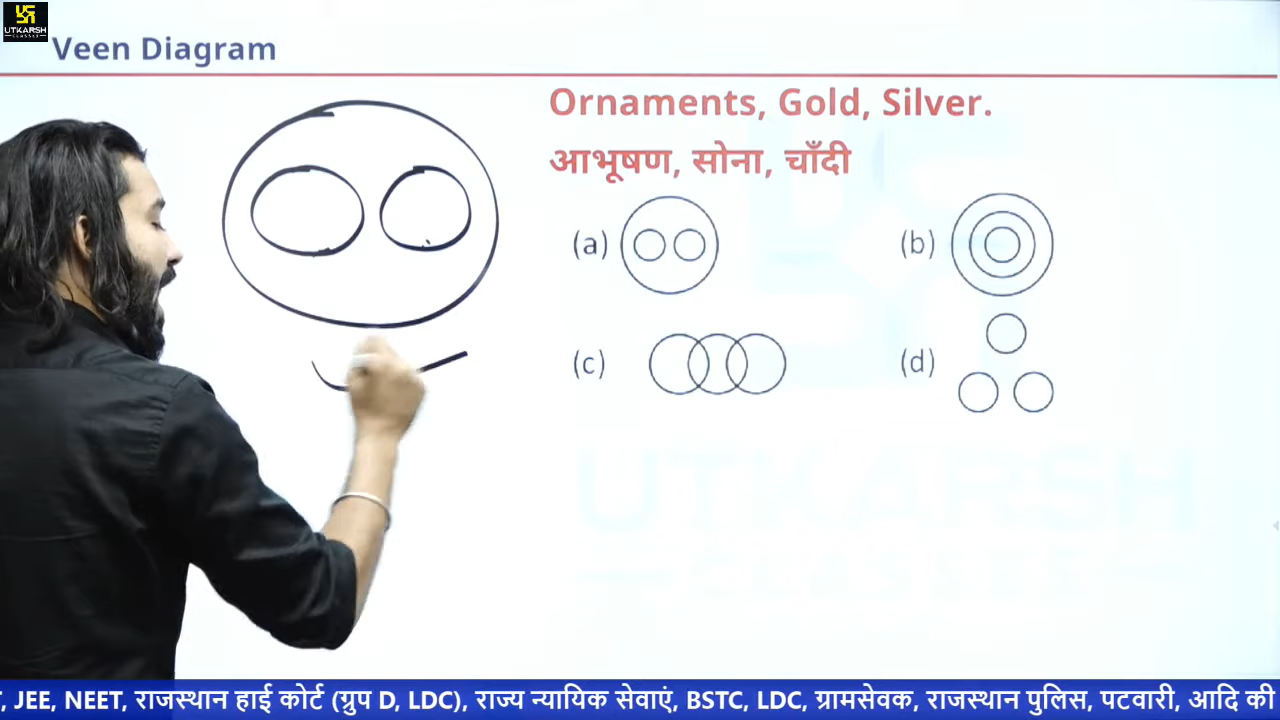 UTKARSH
CLASSES
Veen Diagram
Ornaments, Gold, Silver.
आभूषण, सोना, चाँदी
(a)
(b)
(c)
(d)
UTKARSH
CLASSES
, JEE, NEET, राजस्थान हाई कोर्ट (ग्रुप D, LDC), राज्य न्यायिक सेवाएं, BSTC, LDC, ग्रामसेवक, राजस्थान पुलिस, पटवारी, आदि की